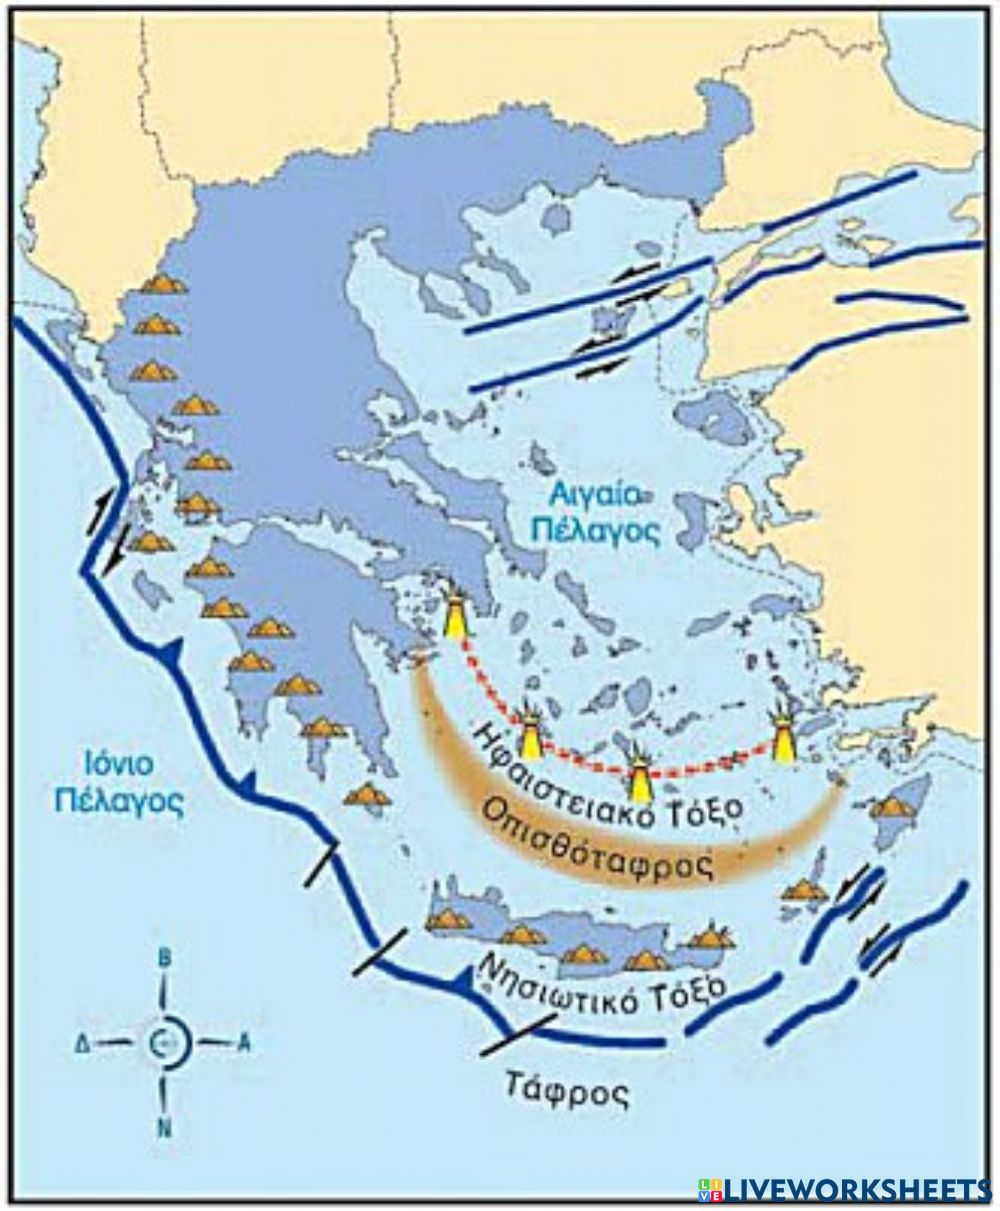 Αιγαίο
Πέλαγος
Ιόνιο
Πέλαγος
Ηφαιστειακό Τόξο
Οπισθόταφρος
Νησιωτικό Τόξο
Τάφρος
Β
Δ
Α
Ν
LIVEWORKSHEETS